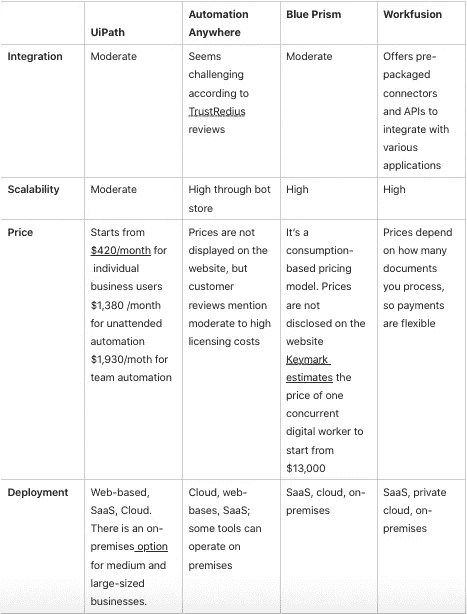 UiPath
Automation
Anywhere
Blue Prism
Workfusion
Integration
Moderate
Seems
challenging
according to
TrustRedius
reviews
Moderate
Offers pre-
packaged
connectors
and APIs to
integrate with
various
applications
Scalability
Moderate
High through bot
store
High
High
Price
Starts from
$420/month for
individual
business users
$1,380 /month
for unattended
automation
$1,930/moth for
team automation
Prices are not
displayed on the
website, but
customer
reviews mention
moderate to high
licensing costs
It’s a
consumption-
based pricing
model. Prices
are not
disclosed on the
website
Keymark
estimates the
price of one
concurrent
digital worker to
start from
$13,000
Prices depend
on how many
documents
you process,
so payments
are flexible
Deployment
Web-based,
SaaS, Cloud.
There is an on-
premises option
for medium and
large-sized
businesses.
Cloud, web-
bases, SaaS;
some tools can
operate on
premises
SaaS, cloud, on-
premises
SaaS, private
cloud, on-
premises